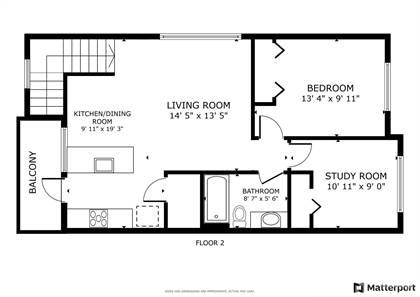 BEDROOM
13' 4" × 9' 11"
LIVING ROOM
14' 5" × 13' 5"
KITCHEN/DINING
ROOM
9' 11" × 19' 3"
BALCONY
BATHROOM
8' 7" × 5' 6"
STUDY ROOM
10' 11" × 9' 0"
FLOOR 2
Matterport